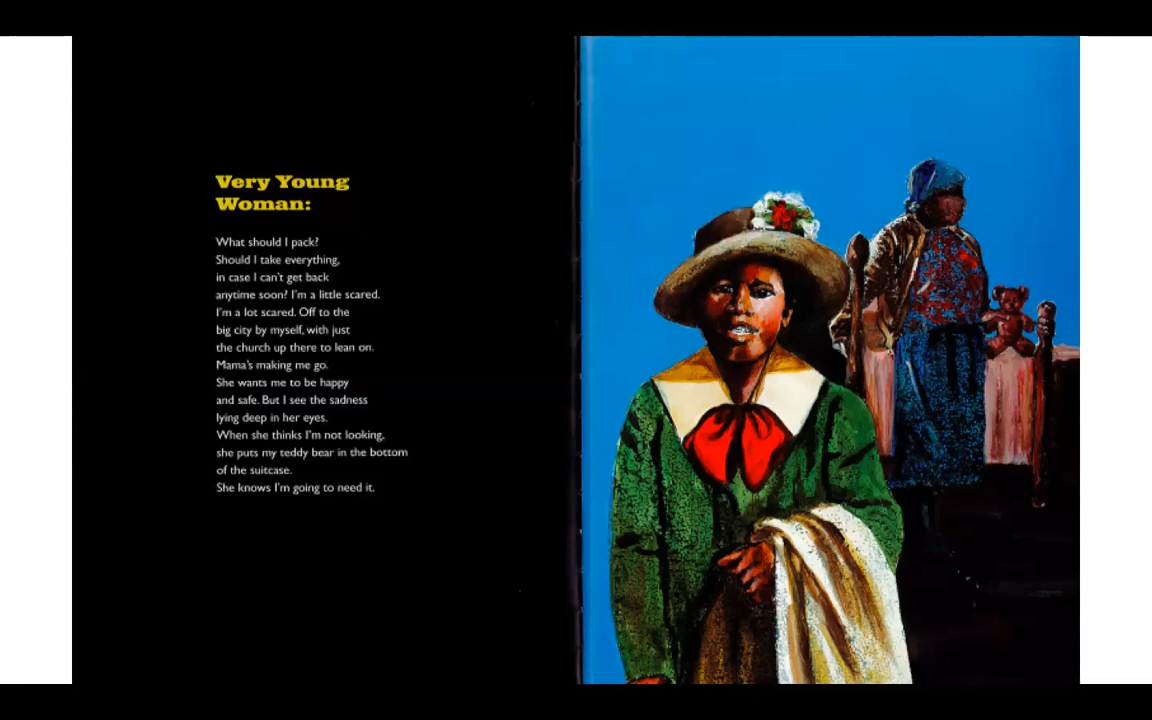 Very Young
Woman:
What should I pack?
Should I take everything,
in case I can't get back
anytime soon? I'm a little scared.
I'm a lot scared. Off to the
big city by myself, with just
the church up there to lean on.
Mama's making me go.
She wants me to be happy
and safe. But I see the sadness
lying deep in her eyes.
When she thinks I'm not looking,
she puts my teddy bear in the bottom
of the suitcase.
She knows I'm going to need it.